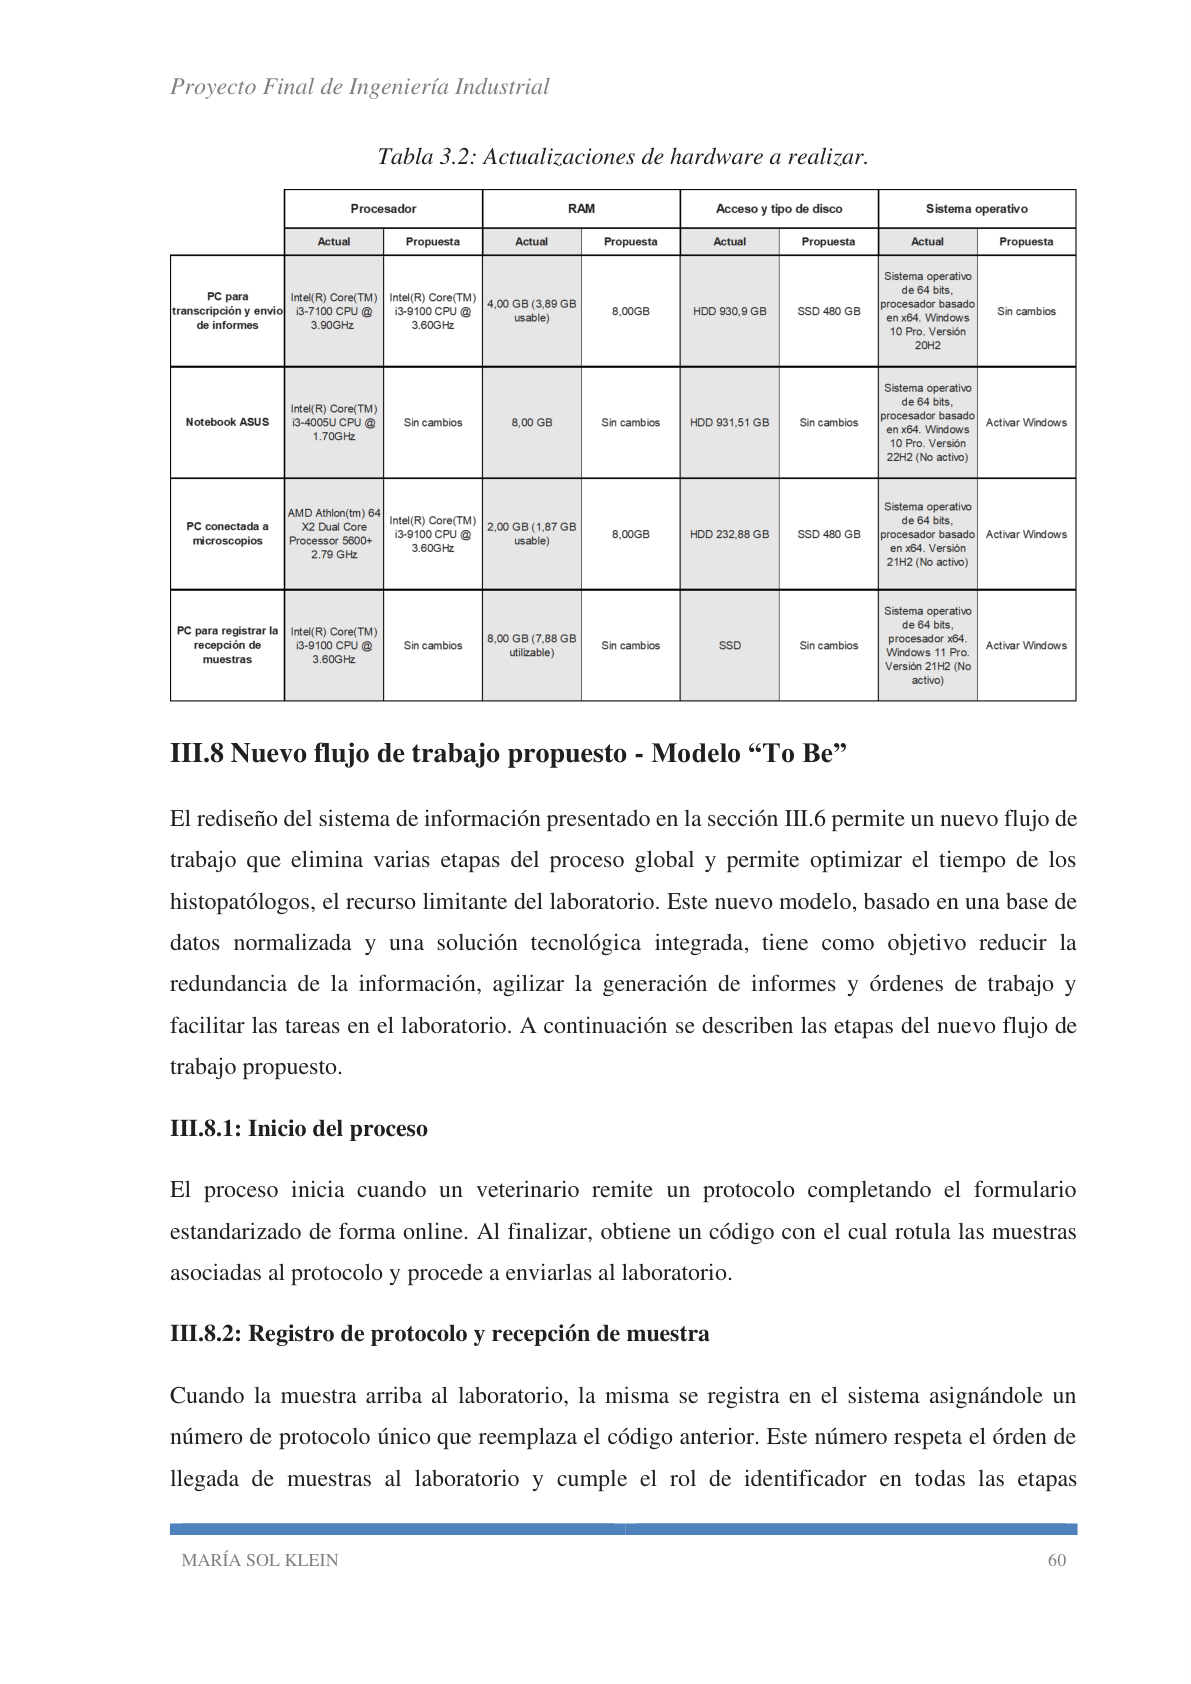 Proyecto Final de Ingeniería Industrial
Tabla 3.2: Actualizaciones de hardware a realizar.
Procesador RAM Acceso y tipo de disco Sistema operativo
Actual Propuesta Actual Propuesta Actual Propuesta Actual Propuesta
PC para
transcripción y envío
de informes
Intel(R) Core(TM)
i3-7100 CPU @
3.90GHz
Intel(R) Core(TM)
i3-9100 CPU @
3.60GHz
4,00 GB (3,89 GB
usable)
8,00GB
HDD 930,9 GB
SSD 480 GB
Sistema operativo
de 64 bits,
procesador basado
en x64. Windows
10 Pro. Versión
20H2
Sin cambios
Notebook ASUS
Intel(R) Core(TM)
i3-4005U CPU @
1.70GHz
Sin cambios
8,00 GB
Sin cambios
HDD 931,51 GB
Sin cambios
Sistema operativo
de 64 bits,
procesador basado
en x64. Windows
10 Pro. Versión
22H2 (No activo)
Activar Windows
PC conectada a
microscopios
AMD Athlon(tm) 64
X2 Dual Core
Processor 5600+
2.79 GHz
Intel(R) Core(TM)
i3-9100 CPU @
3.60GHz
2,00 GB (1,87 GB
usable)
8,00GB
HDD 232,88 GB
SSD 480 GB
Sistema operativo
de 64 bits,
procesador basado
en x64. Versión
21H2 (No activo)
Activar Windows
PC para registrar la
recepción de
muestras
Intel(R) Core(TM)
i3-9100 CPU @
3.60GHz
Sin cambios
8,00 GB (7,88 GB
utilizable)
Sin cambios
SSD
Sin cambios
Sistema operativo
de 64 bits,
procesador x64.
Windows 11 Pro.
Versión 21H2 (No
activo)
Activar Windows
III.8 Nuevo flujo de trabajo propuesto - Modelo “To Be”
El rediseño del sistema de información presentado en la sección III.6 permite un nuevo flujo de
trabajo que elimina varias etapas del proceso global y permite optimizar el tiempo de los
histopatólogos, el recurso limitante del laboratorio. Este nuevo modelo, basado en una base de
datos normalizada y una solución tecnológica integrada, tiene como objetivo reducir la
redundancia de la información, agilizar la generación de informes y órdenes de trabajo y
facilitar las tareas en el laboratorio. A continuación se describen las etapas del nuevo flujo de
trabajo propuesto.
III.8.1: Inicio del proceso
El proceso inicia cuando un veterinario remite un protocolo completando el formulario
estandarizado de forma online. Al finalizar, obtiene un código con el cual rotula las muestras
asociadas al protocolo y procede a enviarlas al laboratorio.
III.8.2: Registro de protocolo y recepción de muestra
Cuando la muestra arriba al laboratorio, la misma se registra en el sistema asignándole un
número de protocolo único que reemplaza el código anterior. Este número respeta el órden de
llegada de muestras al laboratorio y cumple el rol de identificador en todas las etapas
MARÍA SOL KLEIN 60